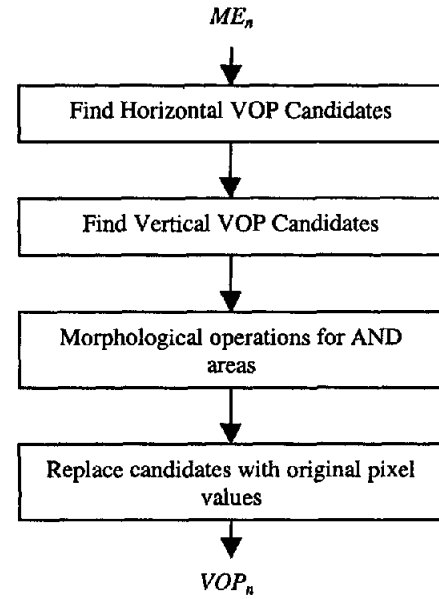 ME_n
Find Horizontal VOP Candidates
Find Vertical VOP Candidates
Morphological operations for AND
areas
Replace candidates with original pixel
values
VOP_n